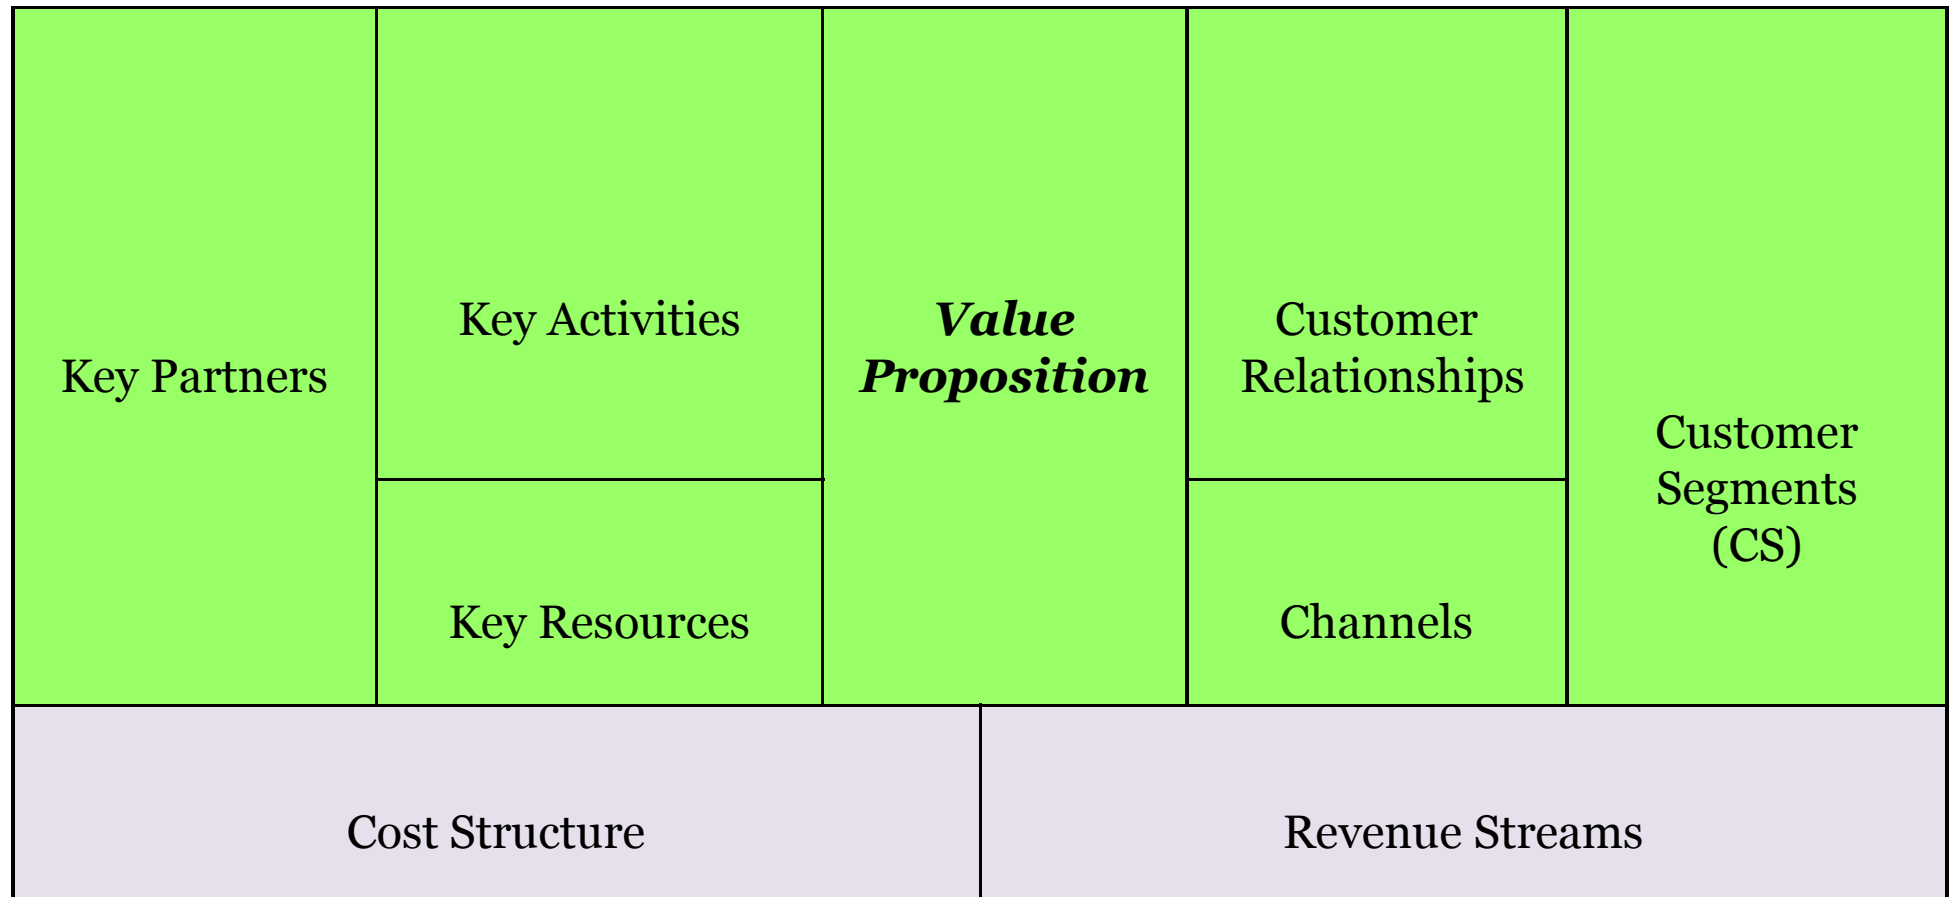 Key Partners
Key Activities
Key Resources
Value
Proposition
Customer
Relationships
Channels
Customer
Segments
(CS)
Cost Structure
Revenue Streams